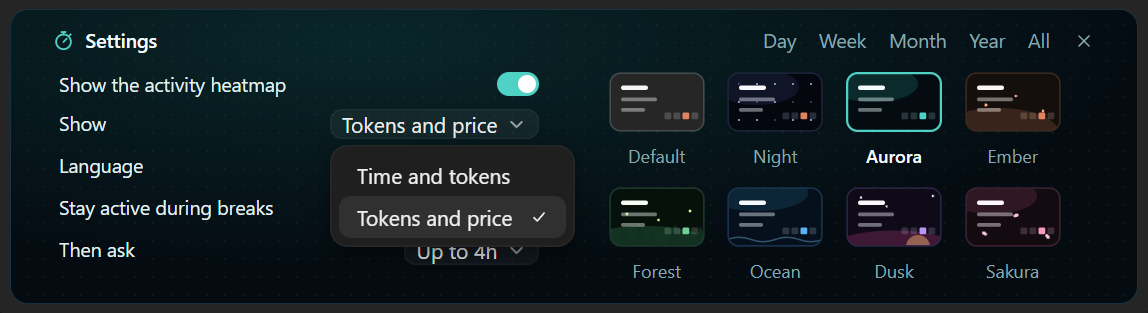 Settings
Day Week Month Year All
Show the activity heatmap
Show
Tokens and price
Language
Time and tokens
Tokens and price
Stay active during breaks
Then ask
Up to 4h
Default Night Aurora Ember
Forest Ocean Dusk Sakura